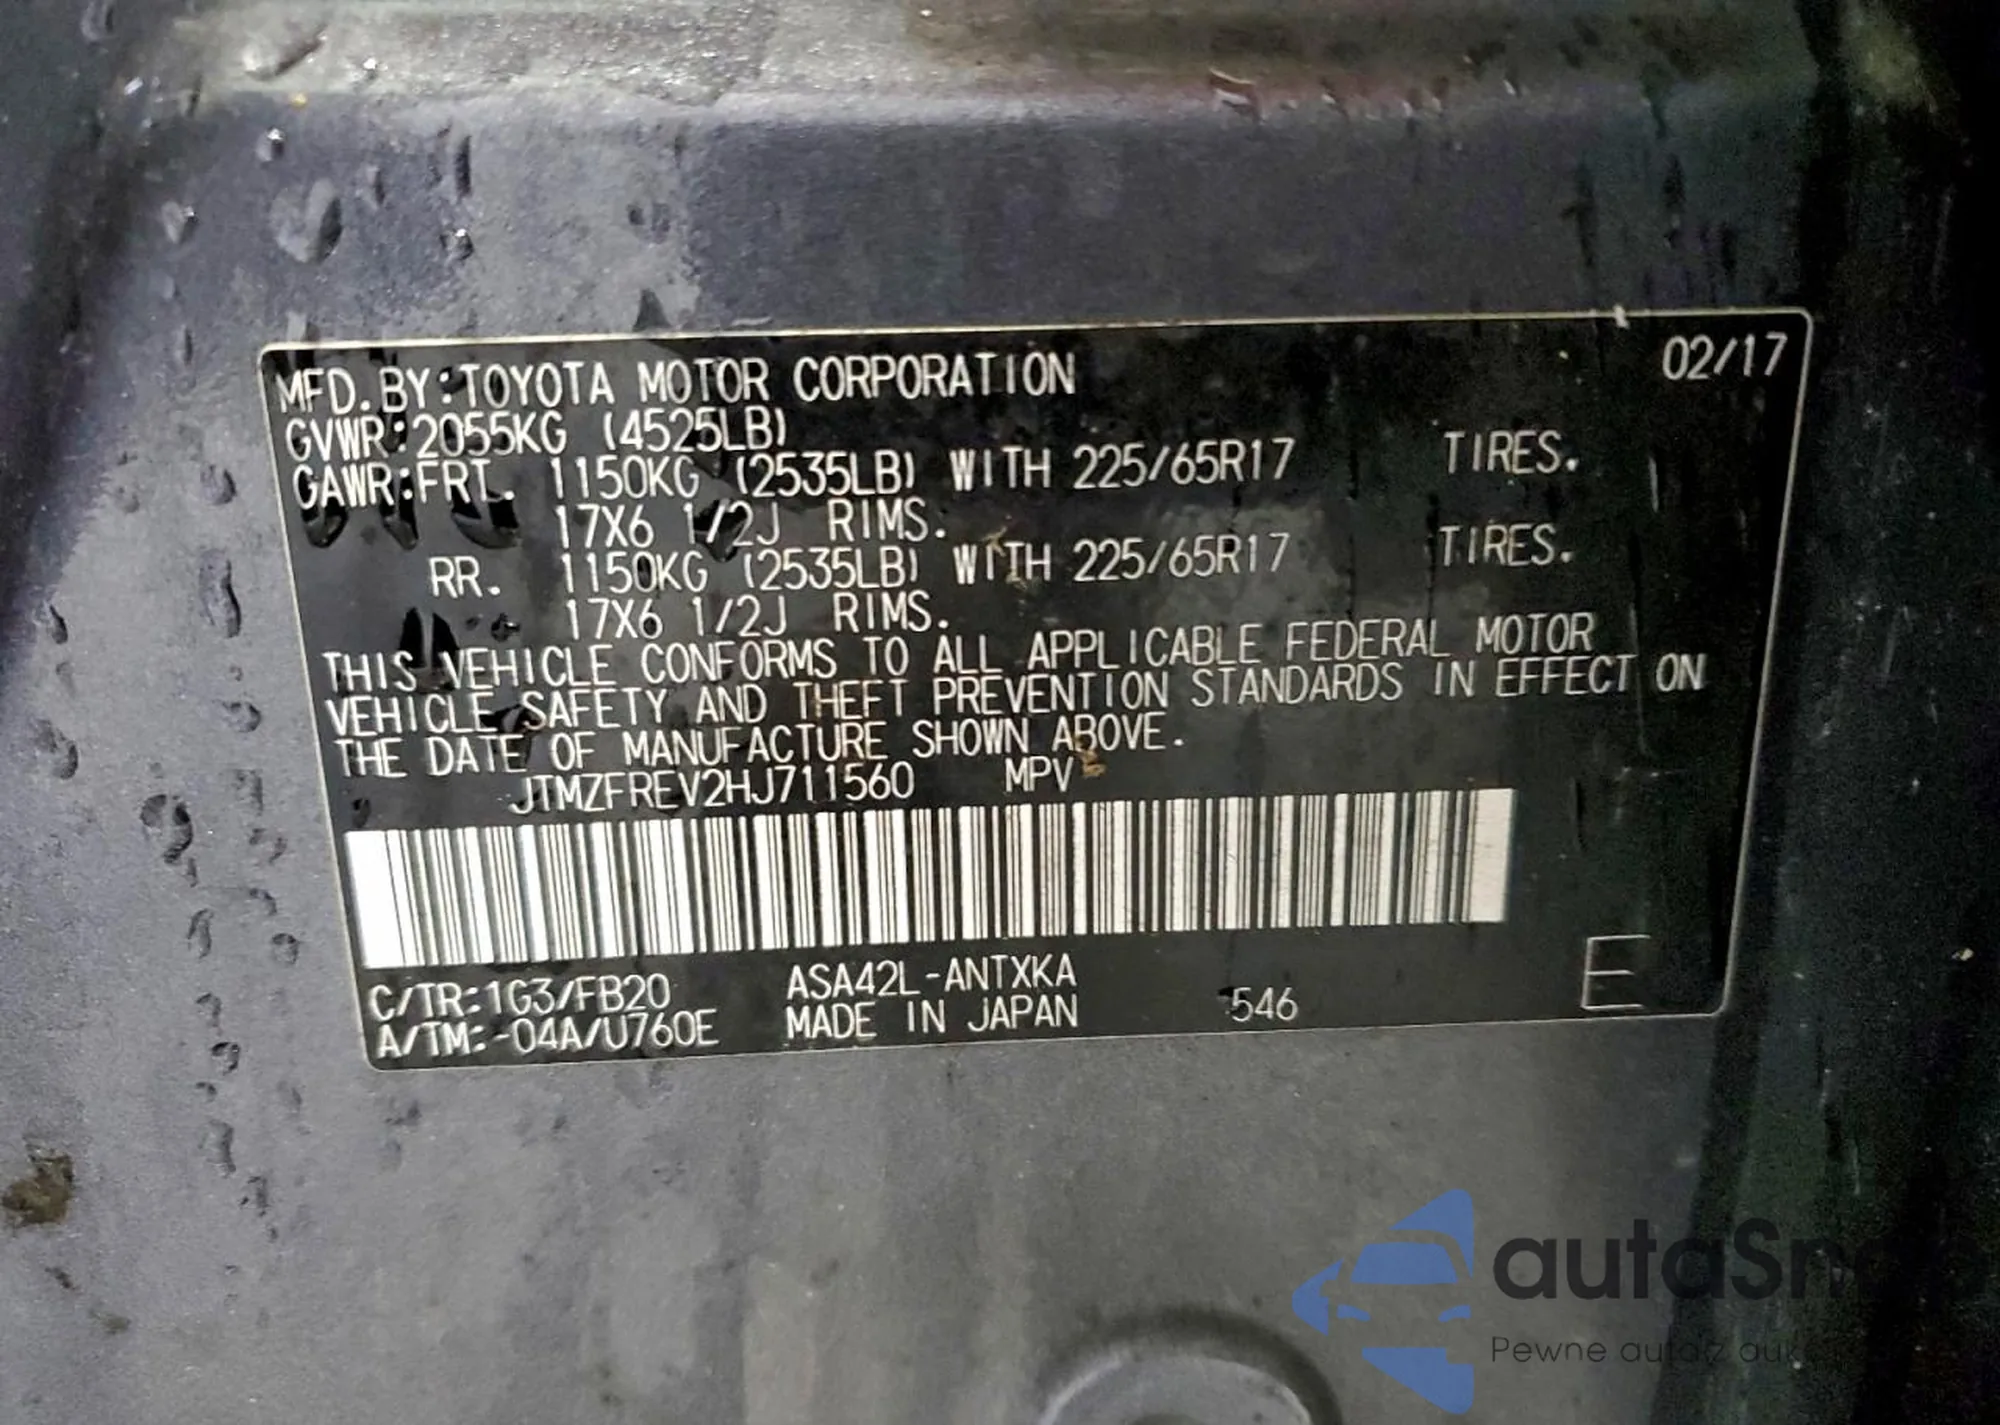 02/17
MFD.BY:TOYOTA MOTOR CORPORATION
GVWR:2055KG (4525LB)
GAWR:FRT. 1150KG (2535LB) WITH 225/65R17 TIRES.
17X6 1/2J RIMS.
RR. 1150KG (2535LB) WITH 225/65R17 TIRES.
17X6 1/2J RIMS.
THIS VEHICLE CONFORMS TO ALL APPLICABLE FEDERAL MOTOR
VEHICLE SAFETY AND THEFT PREVENTION STANDARDS IN EFFECT ON
THE DATE OF MANUFACTURE SHOWN ABOVE.
JTMZFREV2HJ711560 MPV
C/TR:1G3/FB20 ASA42L-ANTXKA
A/TM:-04A/U760E MADE IN JAPAN 546 E
Pewne auta z